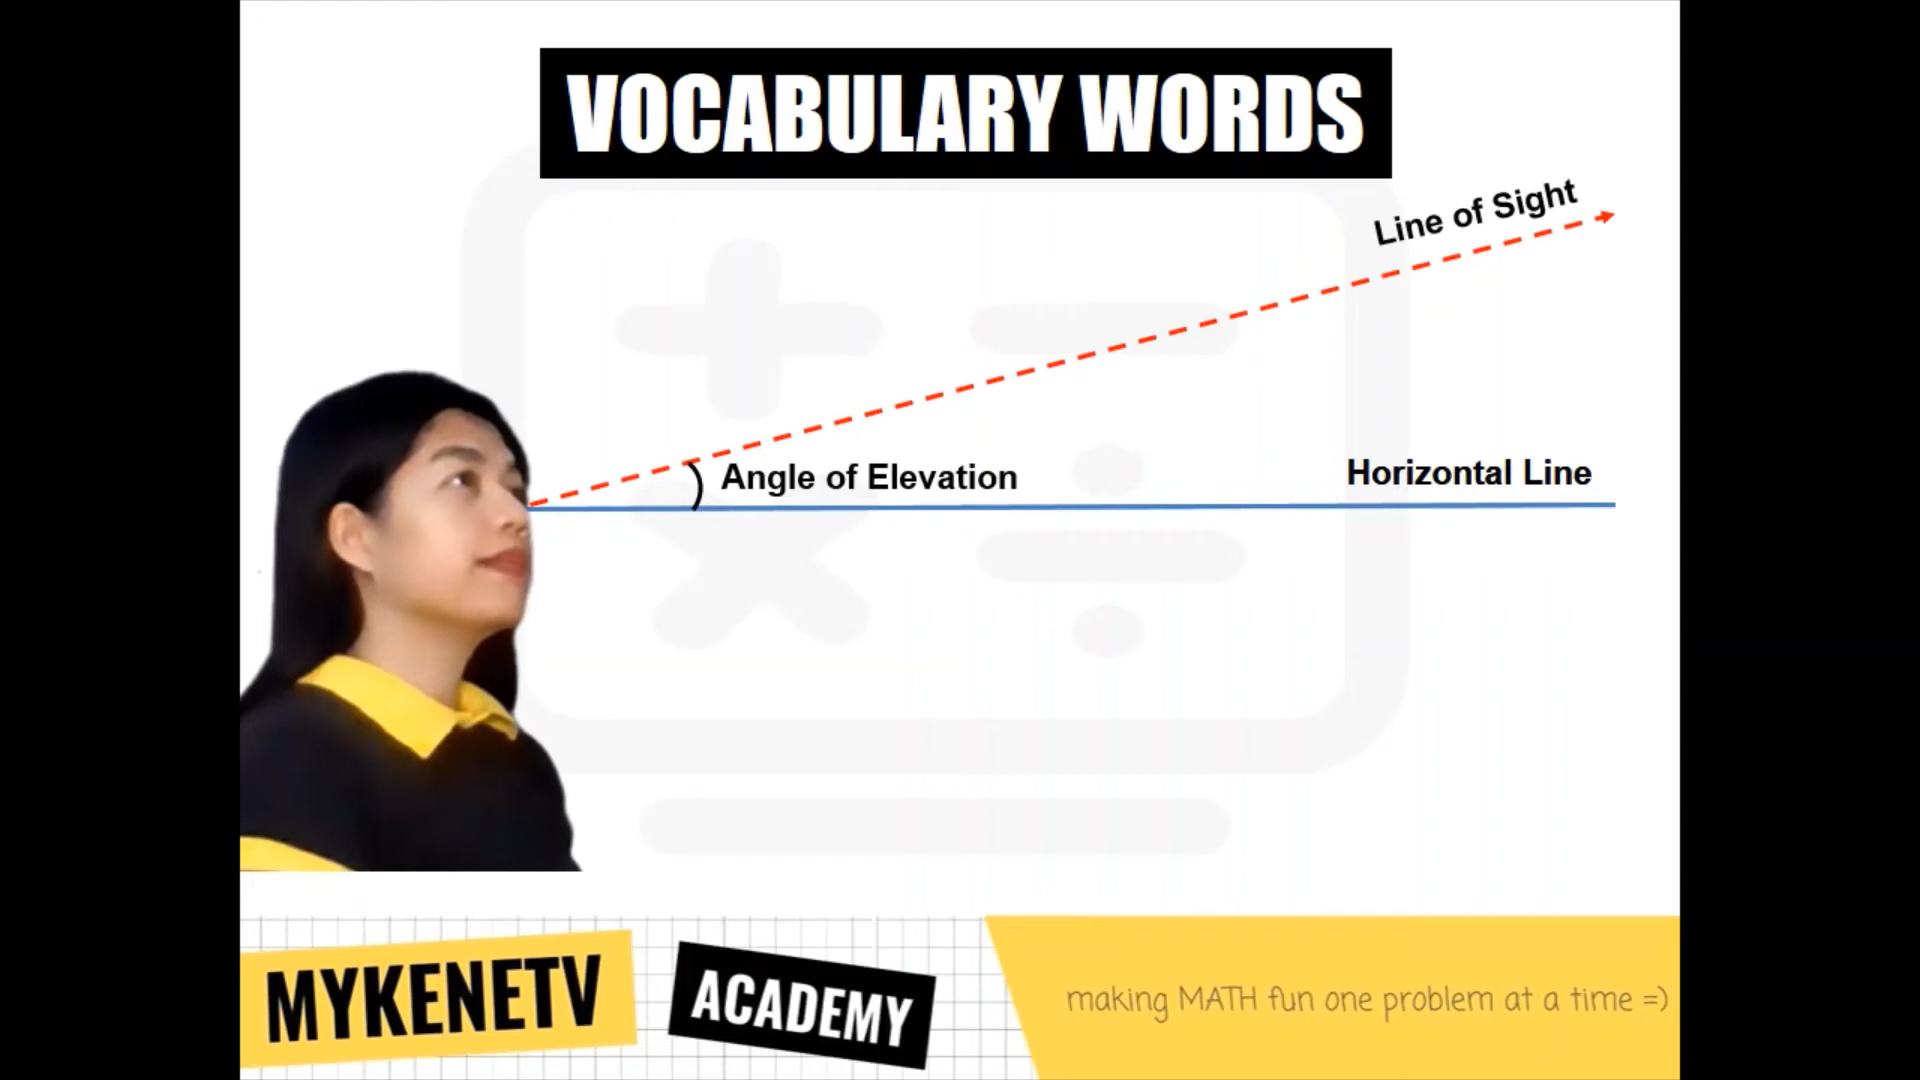 VOCABULARY WORDS
Line of Sight
Angle of Elevation
Horizontal Line
MYKENETV
ACADEMY
making MATH fun one problem at a time =)